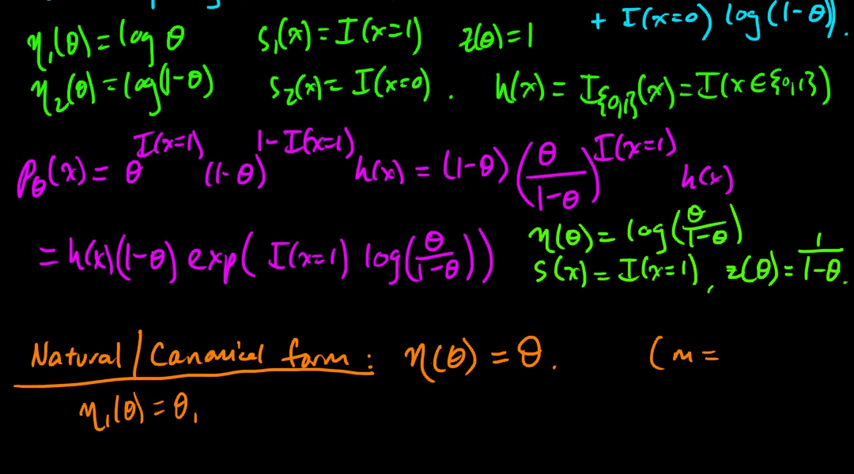 + I(x=0) log(1-θ).
η₁(θ) = log θ    s₁(x) = I(x=1)    z(θ) = 1
η₂(θ) = log(1-θ)    s₂(x) = I(x=0).    h(x) = I_{{0,1}}(x) = I(x∈{0,1})
p_θ(x) = θ^{I(x=1)} (1-θ)^{1-I(x=1)} h(x) = (1-θ) (θ/(1-θ))^{I(x=1)} h(x)
= h(x)(1-θ) exp( I(x=1) log(θ/(1-θ)))
η(θ) = log(θ/(1-θ))
s(x) = I(x=1), z(θ) = 1/(1-θ).
Natural/Canonical form: η(θ) = θ.    (m =
η₁(θ) = θ₁